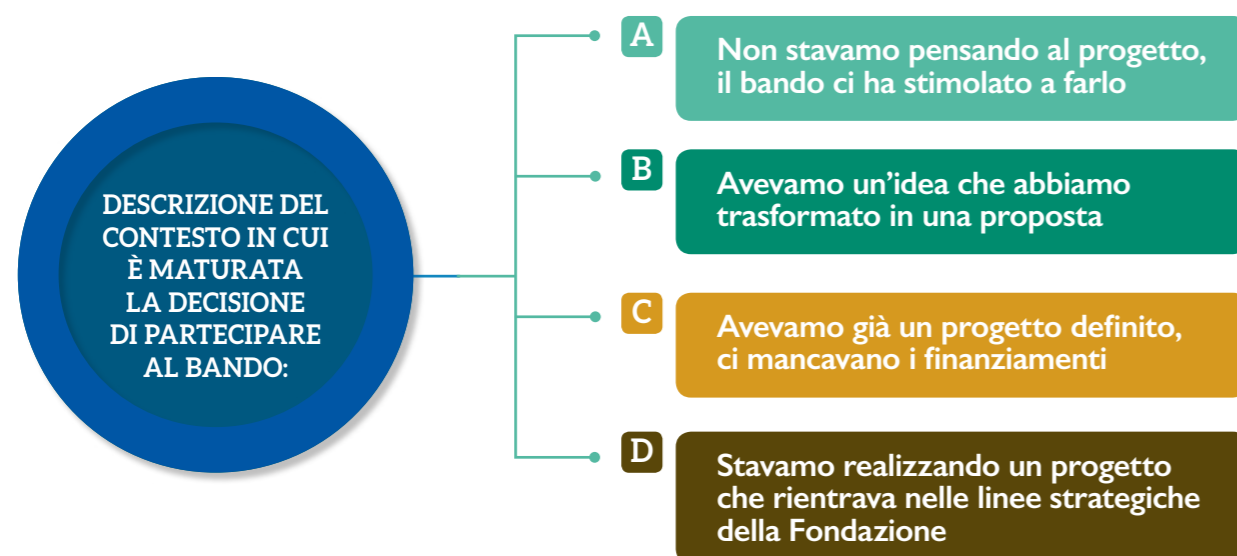 DESCRIZIONE DEL
CONTESTO IN CUI
È MATURATA
LA DECISIONE
DI PARTECIPARE
AL BANDO:
A
Non stavamo pensando al progetto,
il bando ci ha stimolato a farlo
B
Avevamo un’idea che abbiamo
trasformato in una proposta
C
Avevamo già un progetto definito,
ci mancavano i finanziamenti
D
Stavamo realizzando un progetto
che rientrava nelle linee strategiche
della Fondazione